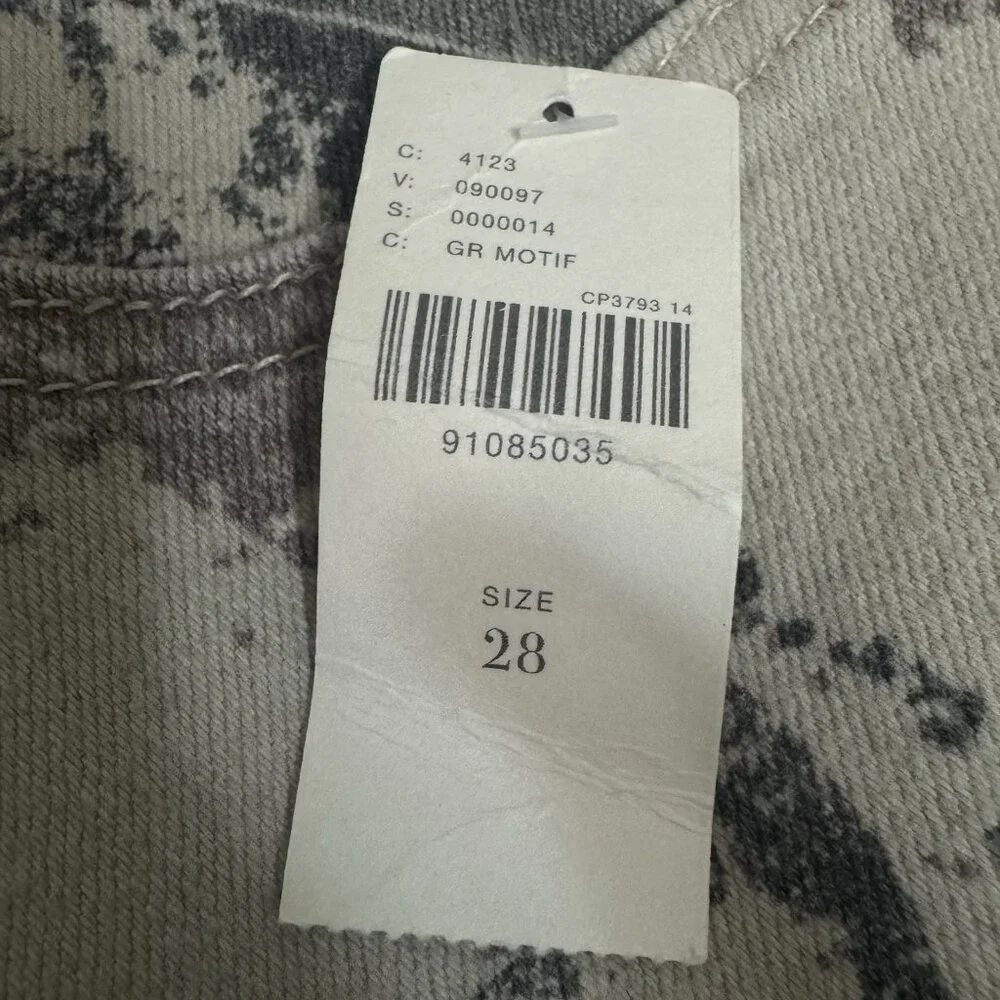 C: 4123
V: 090097
S: 0000014
C: GR MOTIF
CP3793 14
91085035
SIZE
28